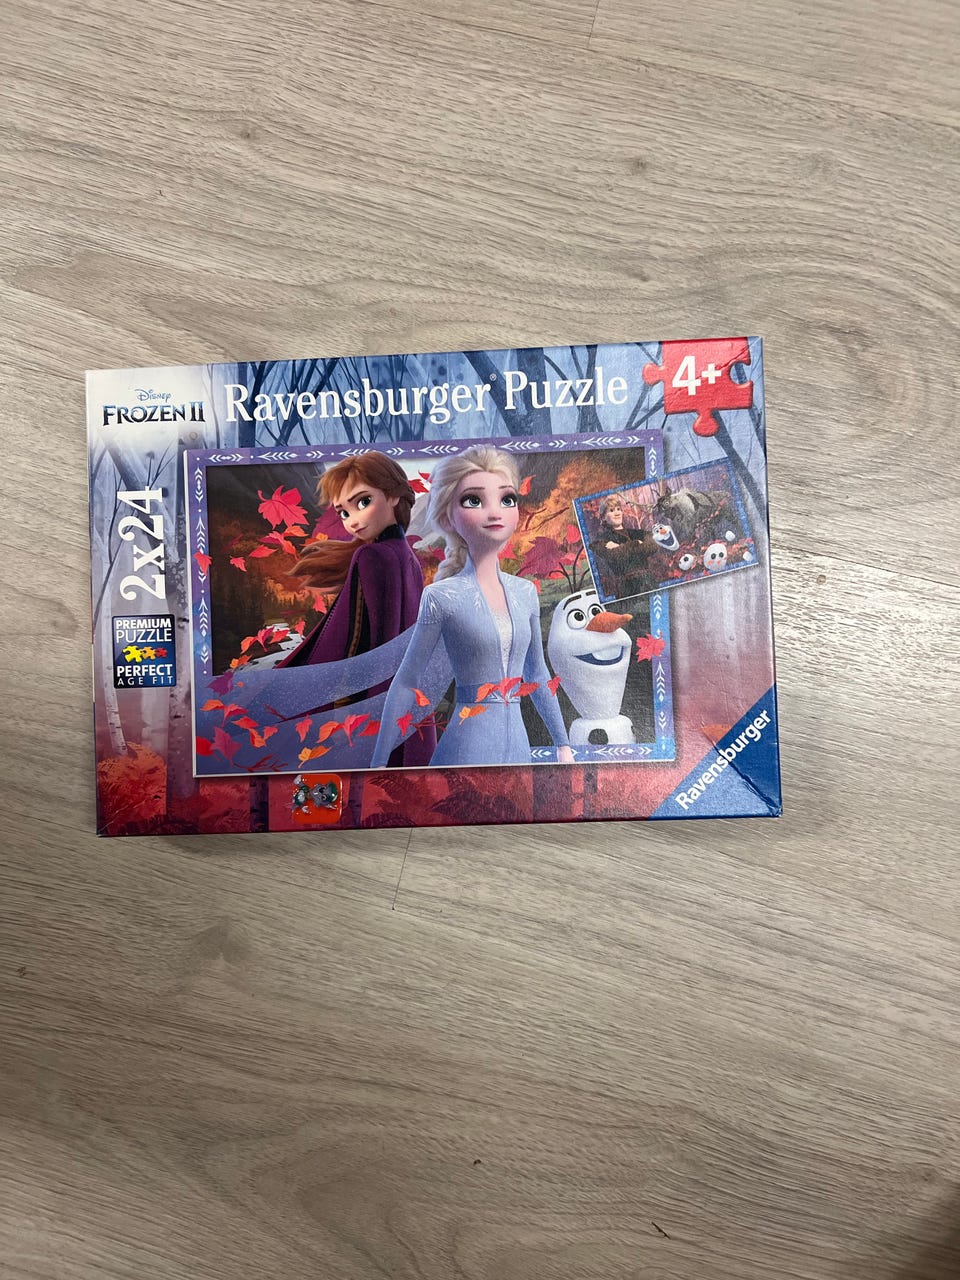 Disney
FROZEN II
Ravensburger® Puzzle
4+
2x24
PREMIUM
PUZZLE
PERFECT
AGE FIT
Ravensburger